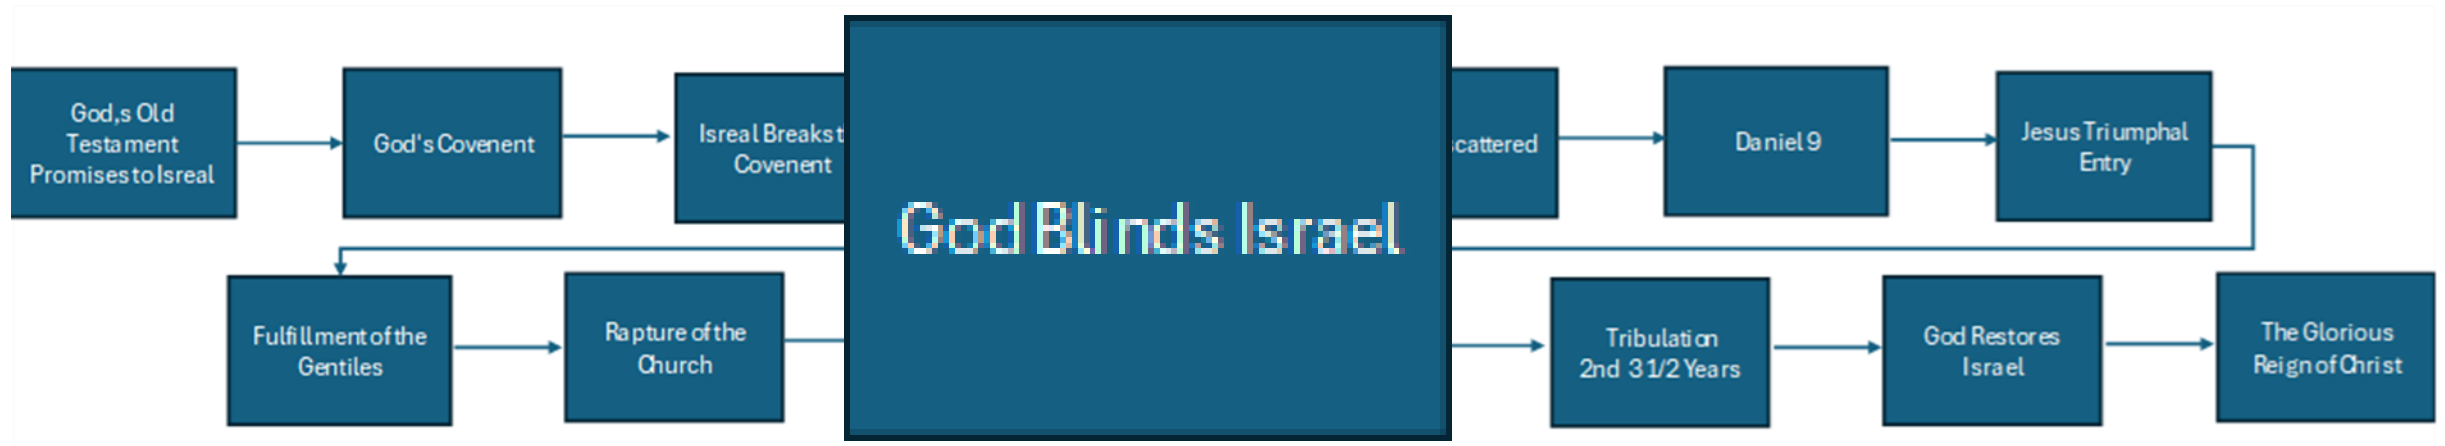 God,s Old
Testament
Promises to Isreal
God's Covenent
Isreal Breaks t
Covenent
God Blinds Israel
scattered
Daniel 9
Jesus Triumphal
Entry
Fulfillment of the
Gentiles
Rapture of the
Church
Tribulation
2nd 3 1/2 Years
God Restores
Israel
The Glorious
Reign of Christ